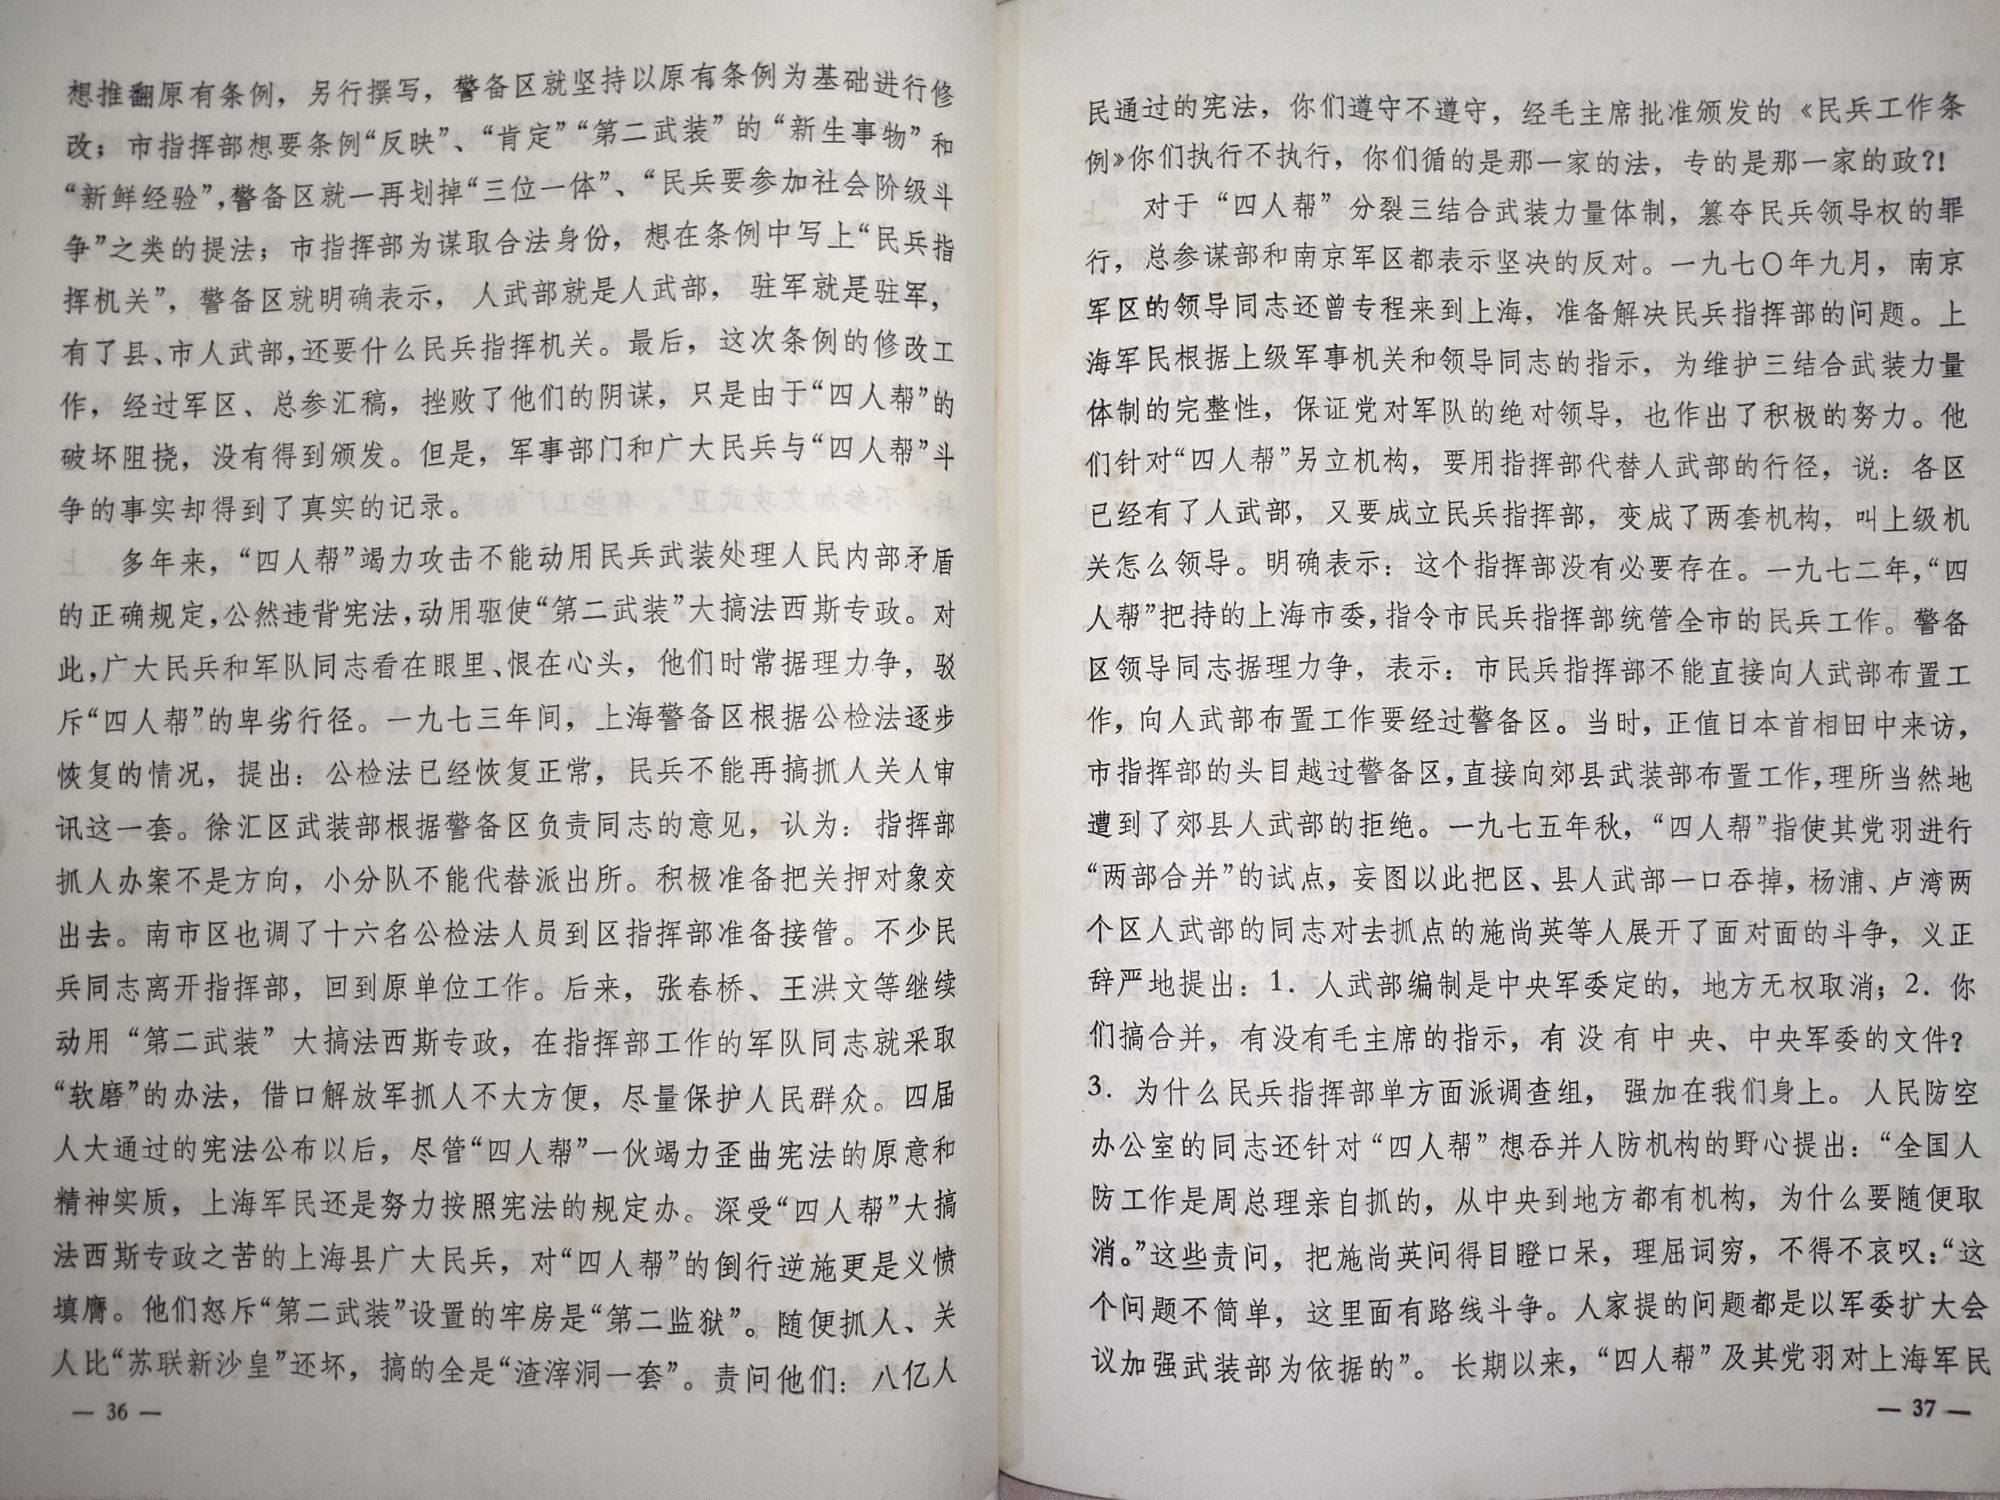 想推翻原有条例，另行撰写，警备区就坚持以原有条例为基础进行修
改；市指挥部想要条例“反映”、“肯定”“第二武装”的“新生事物”和
“新鲜经验”，警备区就一再划掉“三位一体”、“民兵要参加社会阶级斗
争”之类的提法；市指挥部为谋取合法身份，想在条例中写上“民兵指
挥机关”，警备区就明确表示，人武部就是人武部，驻军就是驻军，
有了县、市人武部，还要什么民兵指挥机关。最后，这次条例的修改工
作，经过军区、总参汇稿，挫败了他们的阴谋，只是由于“四人帮”的
破坏阻挠，没有得到颁发。但是，军事部门和广大民兵与“四人帮”斗
争的事实却得到了真实的记录。
多年来，“四人帮”竭力攻击不能动用民兵武装处理人民内部矛盾
的正确规定，公然违背宪法，动用驱使“第二武装”大搞法西斯专政。对
此，广大民兵和军队同志看在眼里、恨在心头，他们时常据理力争，驳
斥“四人帮”的卑劣行径。一九七三年间，上海警备区根据公检法逐步
恢复的情况，提出：公检法已经恢复正常，民兵不能再搞抓人关人审
讯这一套。徐汇区武装部根据警备区负责同志的意见，认为：指挥部
抓人办案不是方向，小分队不能代替派出所。积极准备把关押对象交
出去。南市区也调了十六名公检法人员到区指挥部准备接管。不少民
兵同志离开指挥部，回到原单位工作。后来，张春桥、王洪文等继续
动用“第二武装”大搞法西斯专政，在指挥部工作的军队同志就采取
“软磨”的办法，借口解放军抓人不大方便，尽量保护人民群众。四届
人大通过的宪法公布以后，尽管“四人帮”一伙竭力歪曲宪法的原意和
精神实质，上海军民还是努力按照宪法的规定办。深受“四人帮”大搞
法西斯专政之苦的上海县广大民兵，对“四人帮”的倒行逆施更是义愤
填膺。他们怒斥“第二武装”设置的牢房是“第二监狱”。随便抓人、关
人比“苏联新沙皇”还坏，搞的全是“渣滓洞一套”。责问他们：八亿人
— 36 —
民通过的宪法，你们遵守不遵守，经毛主席批准颁发的《民兵工作条
例》你们执行不执行，你们循的是那一家的法，专的是那一家的政?!
对于“四人帮”分裂三结合武装力量体制，篡夺民兵领导权的罪
行，总参谋部和南京军区都表示坚决的反对。一九七〇年九月，南京
军区的领导同志还曾专程来到上海，准备解决民兵指挥部的问题。上
海军民根据上级军事机关和领导同志的指示，为维护三结合武装力量
体制的完整性，保证党对军队的绝对领导，也作出了积极的努力。他
们针对“四人帮”另立机构，要用指挥部代替人武部的行径，说：各区
已经有了人武部，又要成立民兵指挥部，变成了两套机构，叫上级机
关怎么领导。明确表示：这个指挥部没有必要存在。一九七二年，“四
人帮”把持的上海市委，指令市民兵指挥部统管全市的民兵工作。警备
区领导同志据理力争，表示：市民兵指挥部不能直接向人武部布置工
作，向人武部布置工作要经过警备区。当时，正值日本首相田中来访，
市指挥部的头目越过警备区，直接向郊县武装部布置工作，理所当然地
遭到了郊县人武部的拒绝。一九七五年秋，“四人帮”指使其党羽进行
“两部合并”的试点，妄图以此把区、县人武部一口吞掉，杨浦、卢湾两
个区人武部的同志对去抓点的施尚英等人展开了面对面的斗争，义正
辞严地提出：1．人武部编制是中央军委定的，地方无权取消；2．你
们搞合并，有没有毛主席的指示，有没有中央、中央军委的文件？
3．为什么民兵指挥部单方面派调查组，强加在我们身上。人民防空
办公室的同志还针对“四人帮”想吞并人防机构的野心提出：“全国人
防工作是周总理亲自抓的，从中央到地方都有机构，为什么要随便取
消。”这些责问，把施尚英问得目瞪口呆，理屈词穷，不得不哀叹：“这
个问题不简单，这里面有路线斗争。人家提的问题都是以军委扩大会
议加强武装部为依据的”。长期以来，“四人帮”及其党羽对上海军民
— 37 —